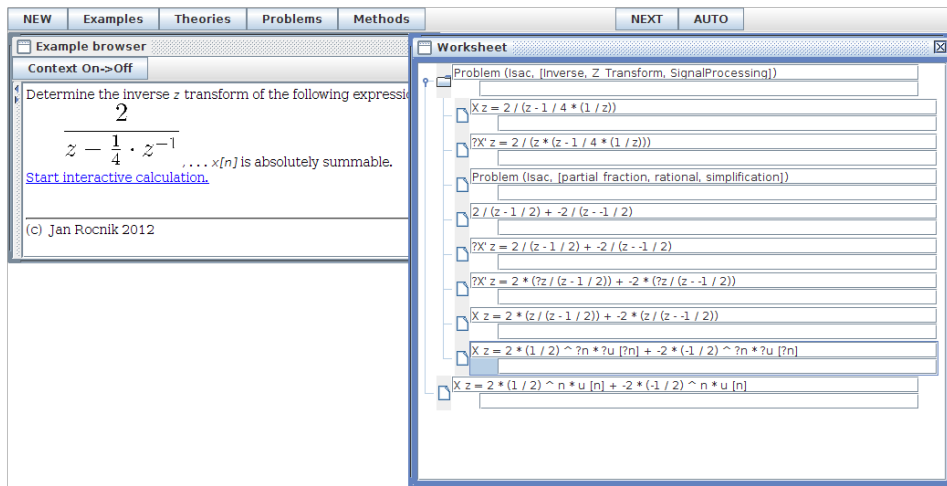 NEW Examples Theories Problems Methods NEXT AUTO
Example browser
Context On->Off
Determine the inverse z transform of the following expressi
2
z − 1/4 · z⁻¹
, . . . x[n] is absolutely summable.
Start interactive calculation.
(c) Jan Rocnik 2012
Worksheet
Problem (Isac, [Inverse, Z_Transform, SignalProcessing])
X z = 2 / (z - 1 / 4 * (1 / z))
?X' z = 2 / (z * (z - 1 / 4 * (1 / z)))
Problem (Isac, [partial_fraction, rational, simplification])
2 / (z - 1 / 2) + -2 / (z - -1 / 2)
?X' z = 2 / (z - 1 / 2) + -2 / (z - -1 / 2)
?X' z = 2 * (?z / (z - 1 / 2)) + -2 * (?z / (z - -1 / 2))
X z = 2 * (z / (z - 1 / 2)) + -2 * (z / (z - -1 / 2))
X z = 2 * (1 / 2) ^ ?n * ?u [?n] + -2 * (-1 / 2) ^ ?n * ?u [?n]
X z = 2 * (1 / 2) ^ n * u [n] + -2 * (-1 / 2) ^ n * u [n]